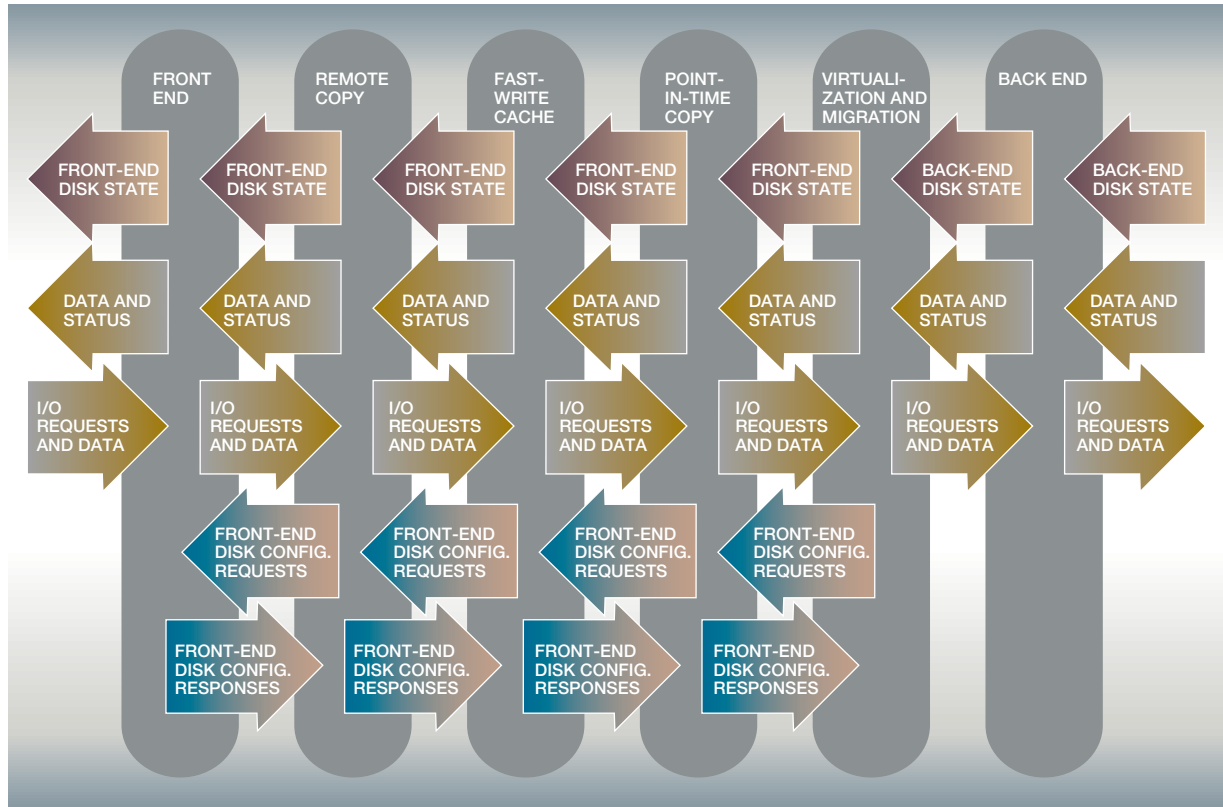 FRONT
END
REMOTE
COPY
FAST-
WRITE
CACHE
POINT-
IN-TIME
COPY
VIRTUALI-
ZATION AND
MIGRATION
BACK END
FRONT-END
DISK STATE
FRONT-END
DISK STATE
FRONT-END
DISK STATE
FRONT-END
DISK STATE
FRONT-END
DISK STATE
BACK-END
DISK STATE
BACK-END
DISK STATE
DATA AND
STATUS
DATA AND
STATUS
DATA AND
STATUS
DATA AND
STATUS
DATA AND
STATUS
DATA AND
STATUS
DATA AND
STATUS
I/O
REQUESTS
AND DATA
I/O
REQUESTS
AND DATA
I/O
REQUESTS
AND DATA
I/O
REQUESTS
AND DATA
I/O
REQUESTS
AND DATA
I/O
REQUESTS
AND DATA
I/O
REQUESTS
AND DATA
FRONT-END
DISK CONFIG.
REQUESTS
FRONT-END
DISK CONFIG.
REQUESTS
FRONT-END
DISK CONFIG.
REQUESTS
FRONT-END
DISK CONFIG.
REQUESTS
FRONT-END
DISK CONFIG.
RESPONSES
FRONT-END
DISK CONFIG.
RESPONSES
FRONT-END
DISK CONFIG.
RESPONSES
FRONT-END
DISK CONFIG.
RESPONSES